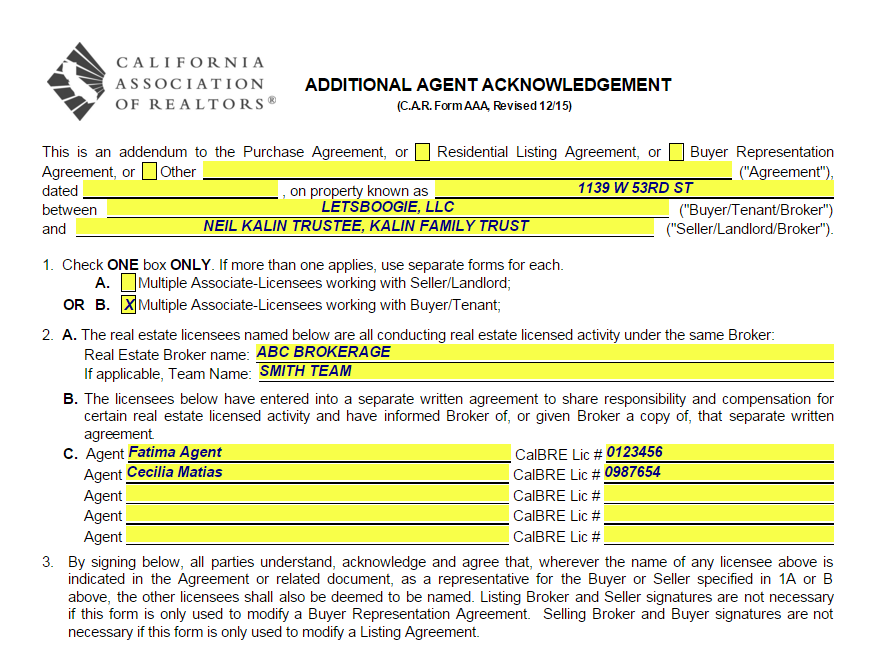 CALIFORNIA
ASSOCIATION
OF REALTORS®
ADDITIONAL AGENT ACKNOWLEDGEMENT
(C.A.R. Form AAA, Revised 12/15)
This is an addendum to the Purchase Agreement, or Residential Listing Agreement, or Buyer Representation
Agreement, or Other ("Agreement"),
dated , on property known as 1139 W 53RD ST
between LETSBOOGIE, LLC ("Buyer/Tenant/Broker")
and NEIL KALIN TRUSTEE, KALIN FAMILY TRUST ("Seller/Landlord/Broker").
1. Check ONE box ONLY. If more than one applies, use separate forms for each.
A. Multiple Associate-Licensees working with Seller/Landlord;
OR B. X Multiple Associate-Licensees working with Buyer/Tenant;
2. A. The real estate licensees named below are all conducting real estate licensed activity under the same Broker:
Real Estate Broker name: ABC BROKERAGE
If applicable, Team Name: SMITH TEAM
B. The licensees below have entered into a separate written agreement to share responsibility and compensation for
certain real estate licensed activity and have informed Broker of, or given Broker a copy of, that separate written
agreement.
C. Agent Fatima Agent CalBRE Lic # 0123456
Agent Cecilia Matias CalBRE Lic # 0987654
Agent CalBRE Lic #
Agent CalBRE Lic #
Agent CalBRE Lic #
3. By signing below, all parties understand, acknowledge and agree that, wherever the name of any licensee above is
indicated in the Agreement or related document, as a representative for the Buyer or Seller specified in 1A or B
above, the other licensees shall also be deemed to be named. Listing Broker and Seller signatures are not necessary
if this form is only used to modify a Buyer Representation Agreement. Selling Broker and Buyer signatures are not
necessary if this form is only used to modify a Listing Agreement.